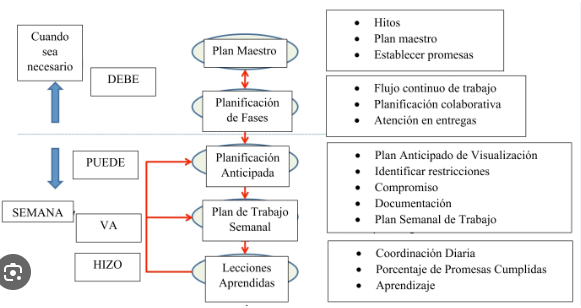 Cuando
sea
necesario
DEBE
Plan Maestro
• Hitos
• Plan maestro
• Establecer promesas
Planificación
de Fases
• Flujo continuo de trabajo
• Planificación colaborativa
• Atención en entregas
PUEDE
Planificación
Anticipada
• Plan Anticipado de Visualización
• Identificar restricciones
• Compromiso
• Documentación
• Plan Semanal de Trabajo
SEMANA
VA
Plan de Trabajo
Semanal
HIZO
Lecciones
Aprendidas
• Coordinación Diaria
• Porcentaje de Promesas Cumplidas
• Aprendizaje